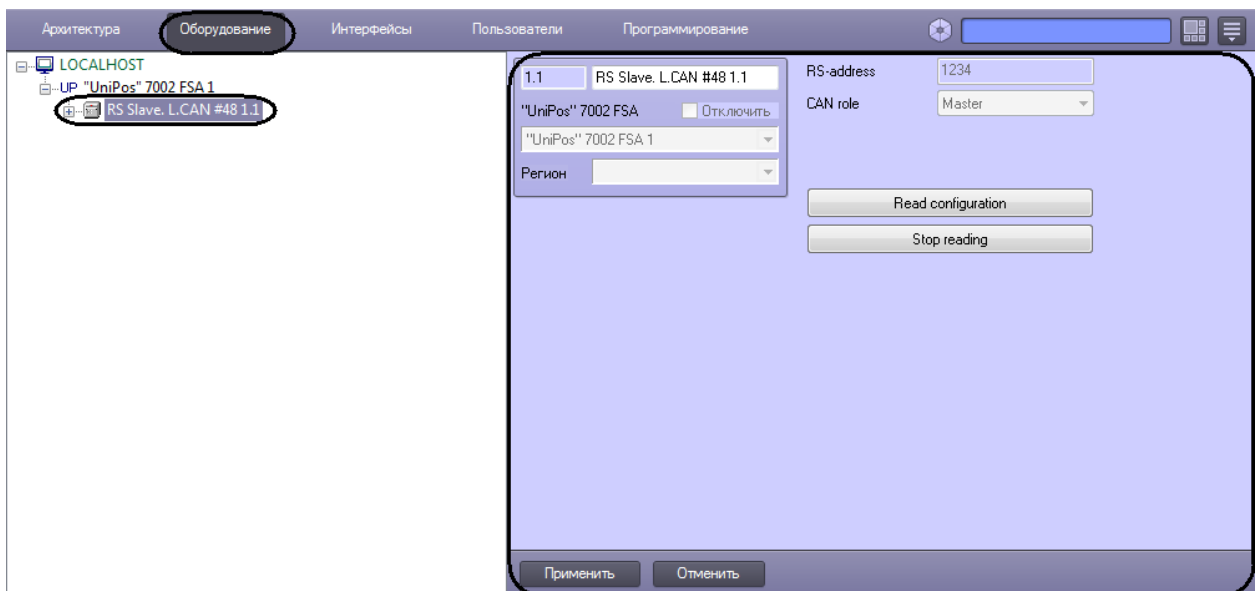 Архитектура Оборудование Интерфейсы Пользователи Программирование
LOCALHOST
UP "UniPos" 7002 FSA 1
RS Slave. L.CAN #48 1.1
1.1 RS Slave. L.CAN #48 1.1
"UniPos" 7002 FSA Отключить
"UniPos" 7002 FSA 1
Регион
RS-address 1234
CAN role Master
Read configuration
Stop reading
Применить Отменить